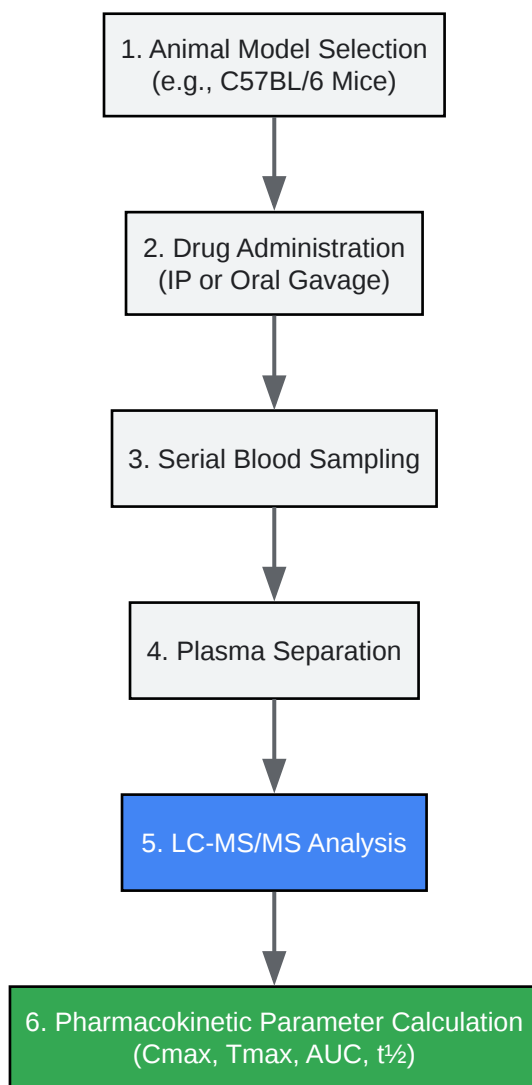 1. Animal Model Selection
(e.g., C57BL/6 Mice)
2. Drug Administration
(IP or Oral Gavage)
3. Serial Blood Sampling
4. Plasma Separation
5. LC-MS/MS Analysis
6. Pharmacokinetic Parameter Calculation
(Cmax, Tmax, AUC, t½)